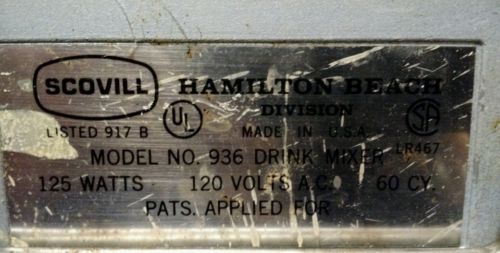 SCOVILL HAMILTON BEACH
DIVISION
LISTED 917 B UL MADE IN U.S.A. SA
LR467
MODEL NO. 936 DRINK MIXER
125 WATTS 120 VOLTS A.C. 60 CY.
PATS. APPLIED FOR